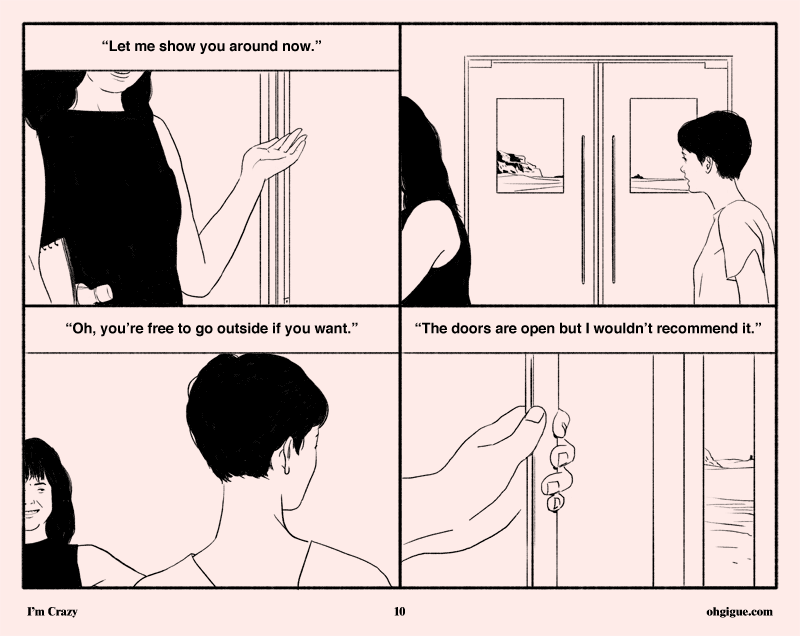 “Let me show you around now.”
“Oh, you’re free to go outside if you want.”
“The doors are open but I wouldn’t recommend it.”
I’m Crazy
10
ohgigue.com